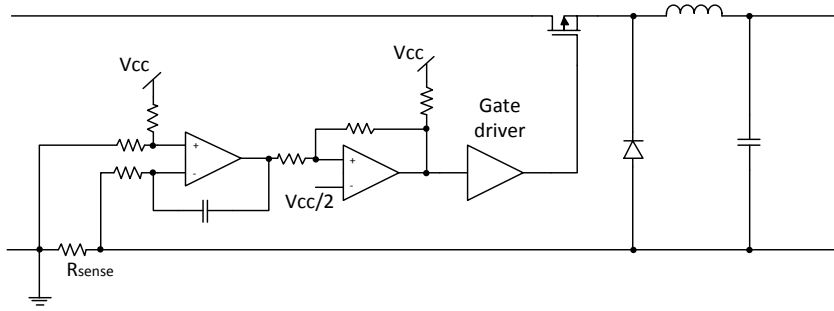 Vcc
Vcc
Gate
driver
+
-
+
-
Vcc/2
Rsense